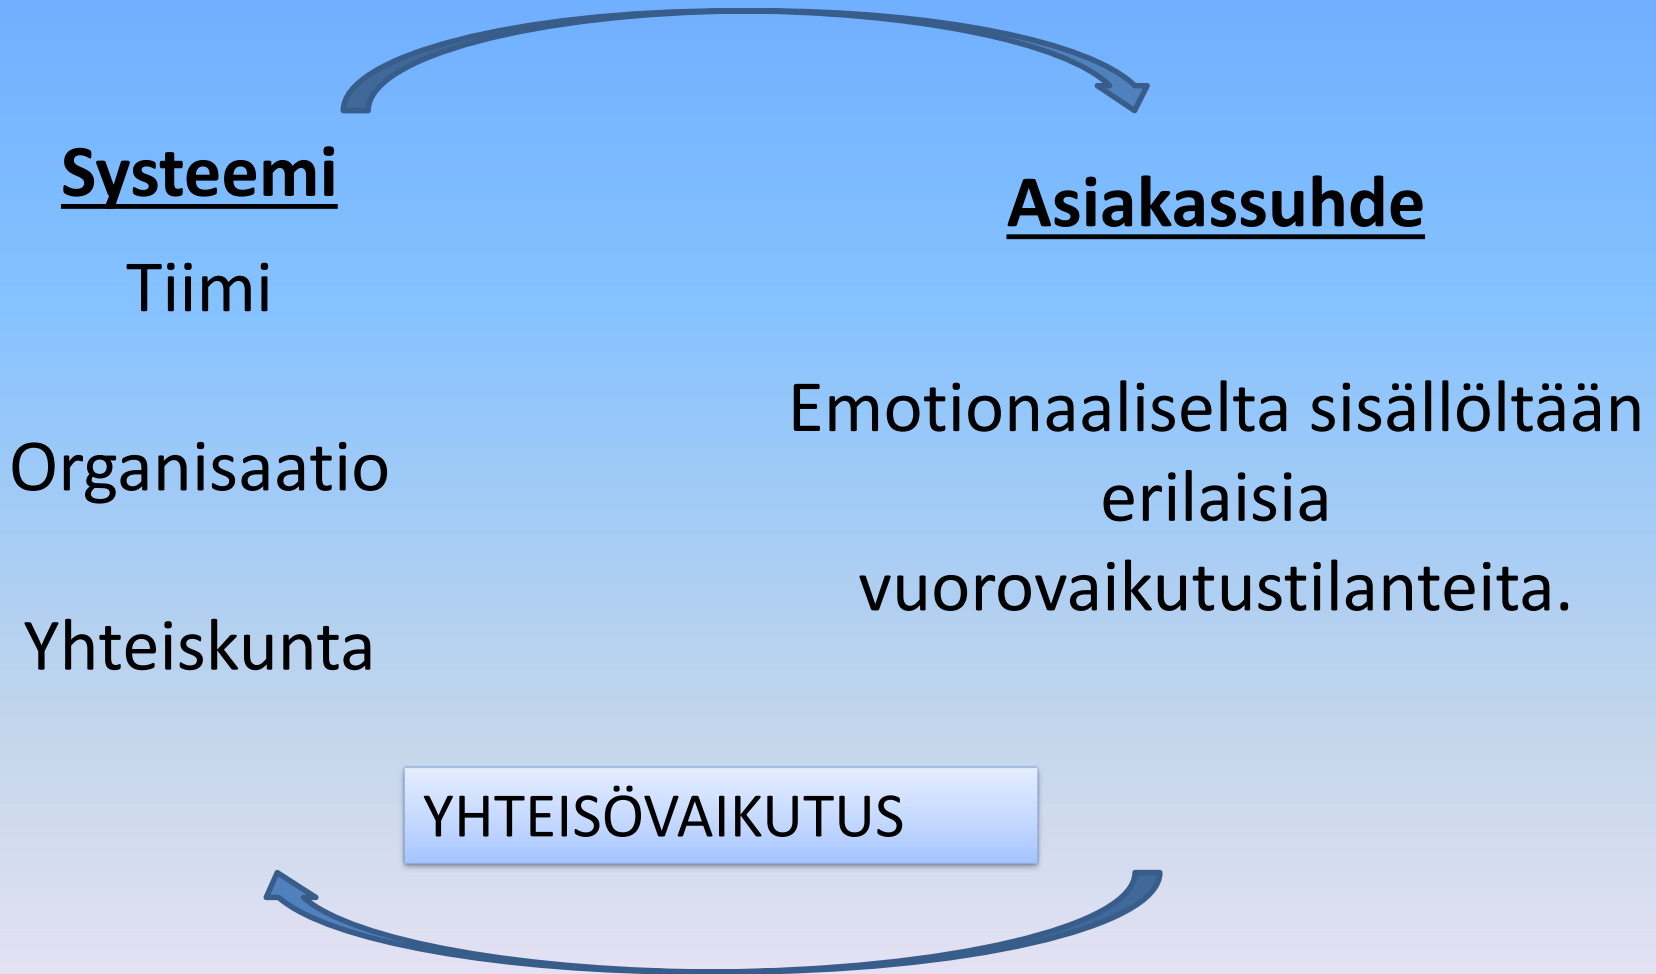 Systeemi
Tiimi
Organisaatio
Yhteiskunta
Asiakassuhde
Emotionaaliselta sisällöltään
erilaisia
vuorovaikutustilanteita.
YHTEISÖVAIKUTUS